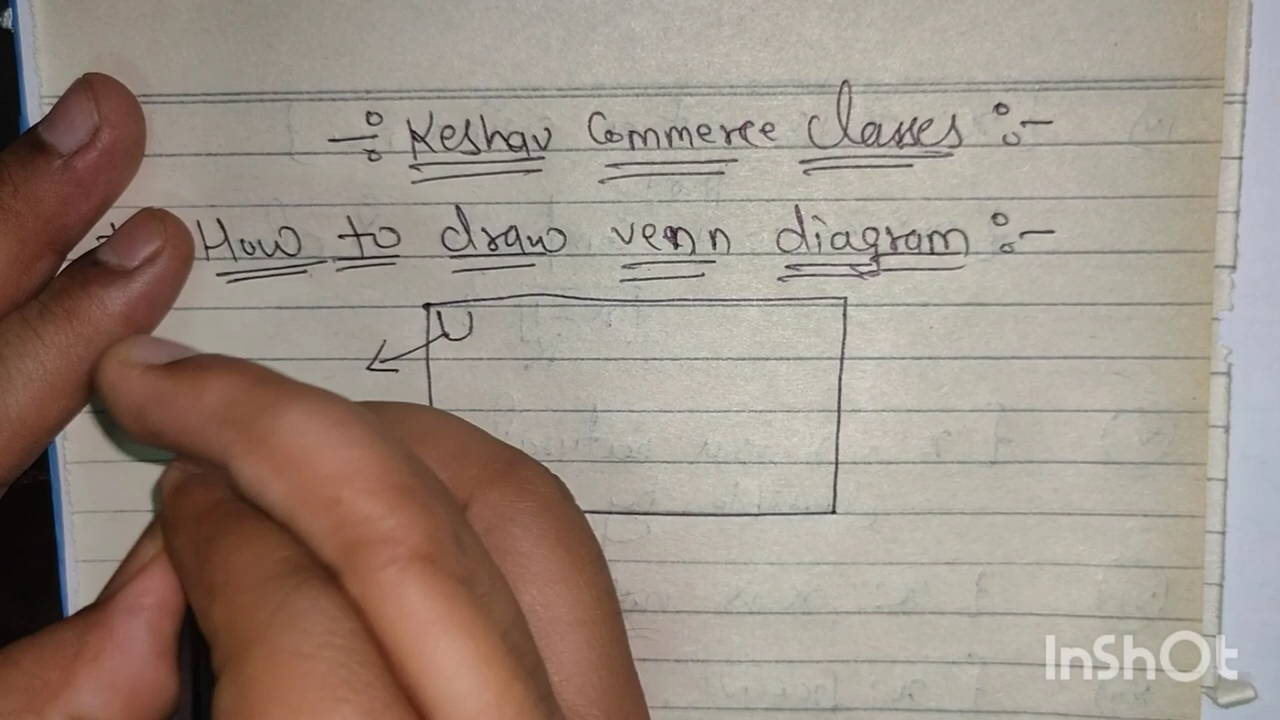 -: Keshav Commerce Classes :-
How to draw venn diagram :-
U
InShOt